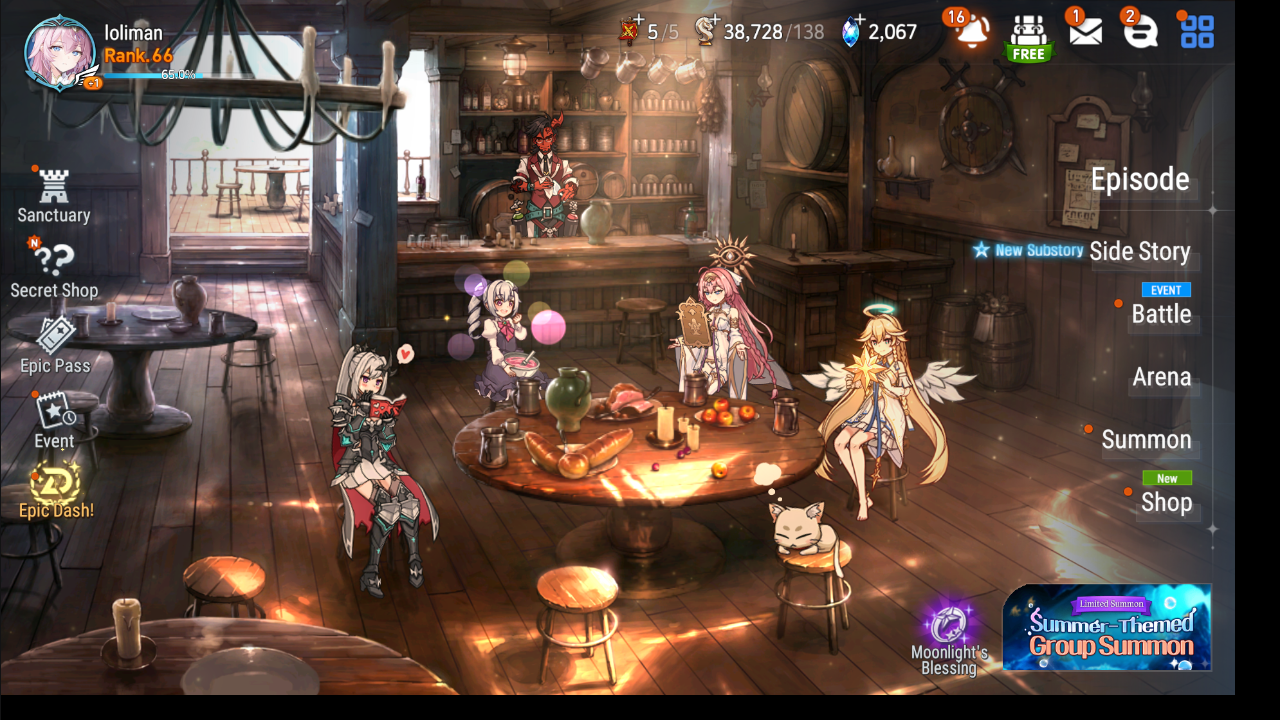 loliman
Rank.66
65.0%
+1
5/5
38,728/138
2,067
16
FREE
1
2
Sanctuary
N
Secret Shop
Epic Pass
Event
Epic Dash!
Episode
New Substory
Side Story
EVENT
Battle
Arena
Summon
New
Shop
Moonlight's
Blessing
Limited Summon
Summer-Themed
Group Summon